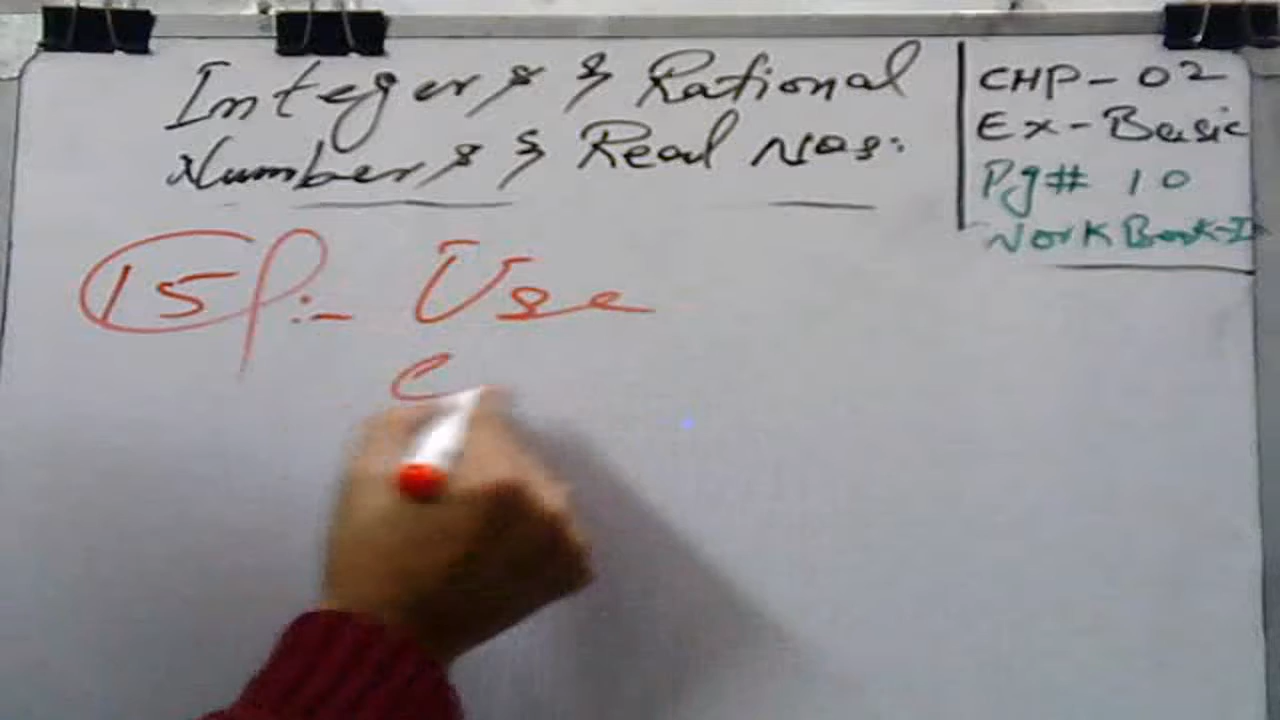 Integers & Rational
Numbers & Real Nos.
CHP-02
Ex-Basic
Pg# 10
Work Book-I
15 :- Use